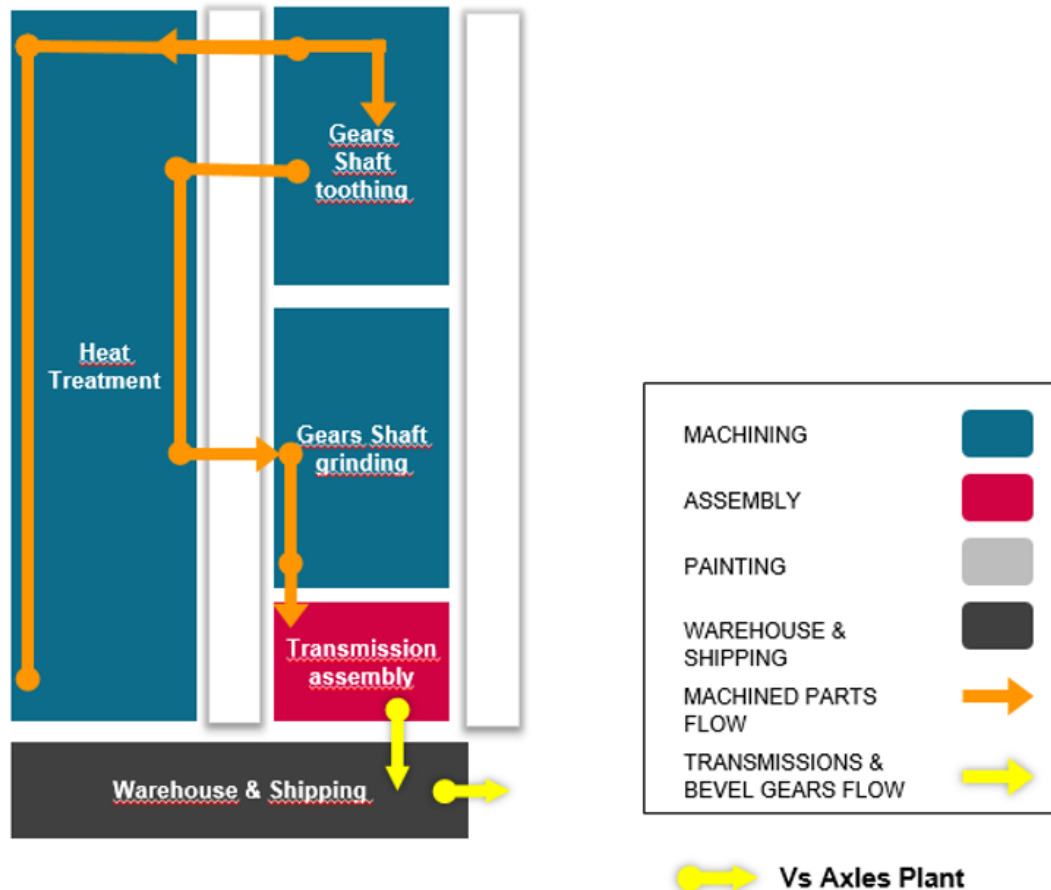 Gears
Shaft
toothing
Heat
Treatment
Gears Shaft
grinding
Transmission
assembly
Warehouse & Shipping
MACHINING
ASSEMBLY
PAINTING
WAREHOUSE &
SHIPPING
MACHINED PARTS
FLOW
TRANSMISSIONS &
BEVEL GEARS FLOW
Vs Axles Plant